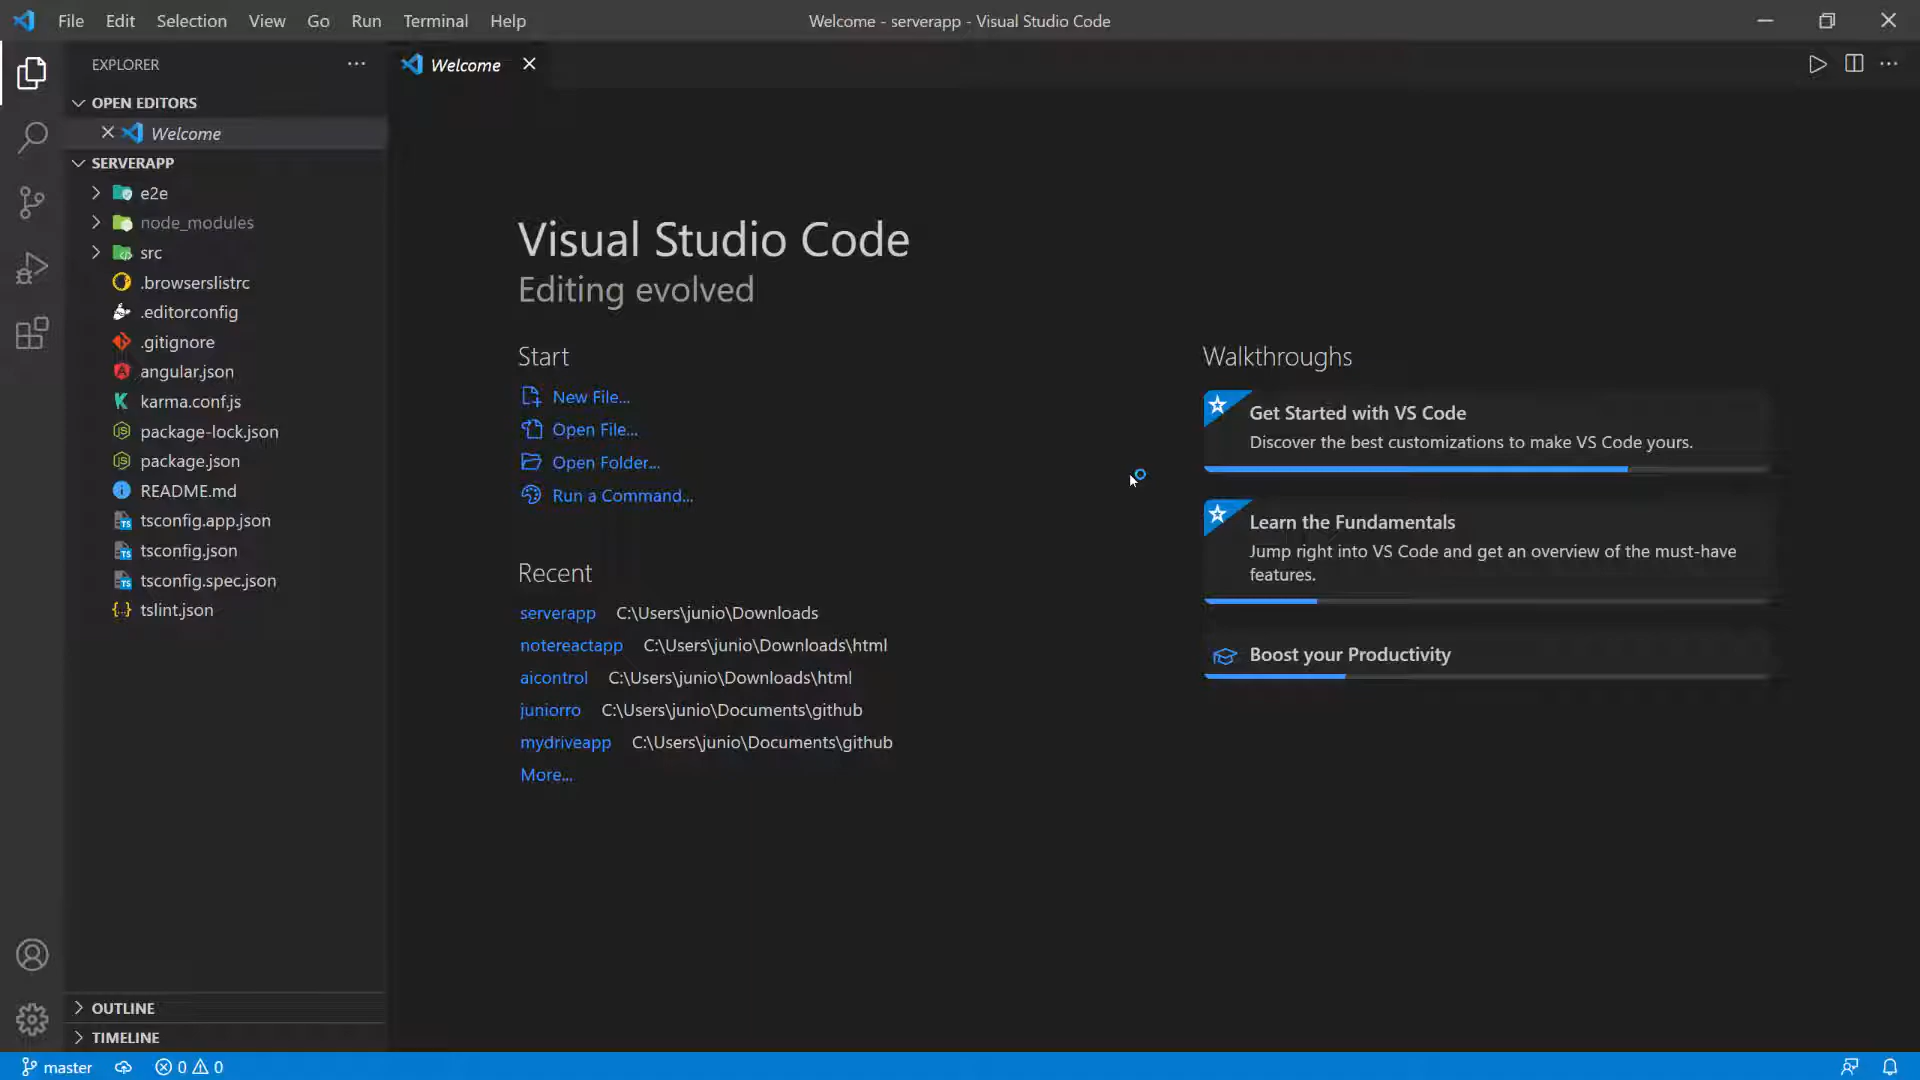 File Edit Selection View Go Run Terminal Help
Welcome - serverapp - Visual Studio Code
EXPLORER
Welcome
OPEN EDITORS
Welcome
SERVERAPP
e2e
node_modules
src
.browserslistrc
.editorconfig
.gitignore
angular.json
karma.conf.js
package-lock.json
package.json
README.md
tsconfig.app.json
tsconfig.json
tsconfig.spec.json
tslint.json
OUTLINE
TIMELINE
Visual Studio Code
Editing evolved
Start
New File...
Open File...
Open Folder...
Run a Command...
Recent
serverapp C:\Users\junio\Downloads
notereactapp C:\Users\junio\Downloads\html
aicontrol C:\Users\junio\Downloads\html
juniorro C:\Users\junio\Documents\github
mydriveapp C:\Users\junio\Documents\github
More...
Walkthroughs
Get Started with VS Code
Discover the best customizations to make VS Code yours.
Learn the Fundamentals
Jump right into VS Code and get an overview of the must-have
features.
Boost your Productivity
master 0 0